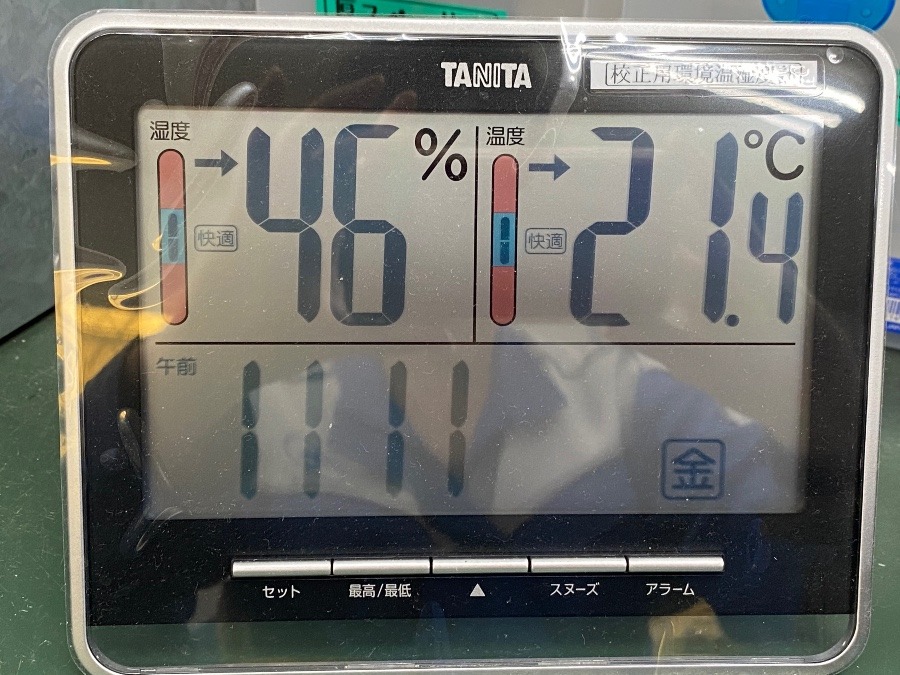 TANITA
校正用環境温湿度計
湿度
46 %
快適
温度
21.4 ℃
快適
午前
11 11
金
セット
最高/最低
▲
スヌーズ
アラーム